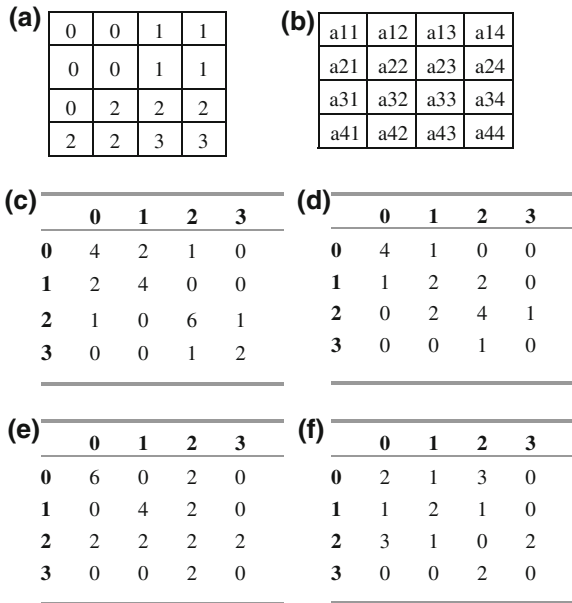 (a)
0 0 1 1
0 0 1 1
0 2 2 2
2 2 3 3
(b)
a11 a12 a13 a14
a21 a22 a23 a24
a31 a32 a33 a34
a41 a42 a43 a44
(c)
0 1 2 3
0 4 2 1 0
1 2 4 0 0
2 1 0 6 1
3 0 0 1 2
(d)
0 1 2 3
0 4 1 0 0
1 1 2 2 0
2 0 2 4 1
3 0 0 1 0
(e)
0 1 2 3
0 6 0 2 0
1 0 4 2 0
2 2 2 2 2
3 0 0 2 0
(f)
0 1 2 3
0 2 1 3 0
1 1 2 1 0
2 3 1 0 2
3 0 0 2 0